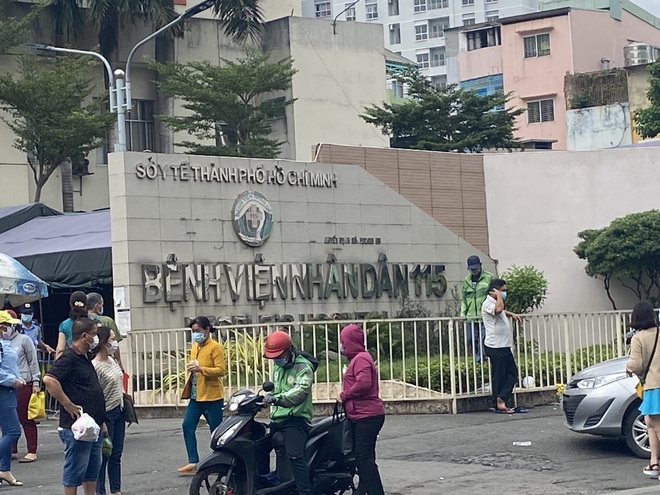 SỞ Y TẾ THÀNH PHỐ HỒ CHÍ MINH
BỆNH VIỆN NHÂN DÂN 115